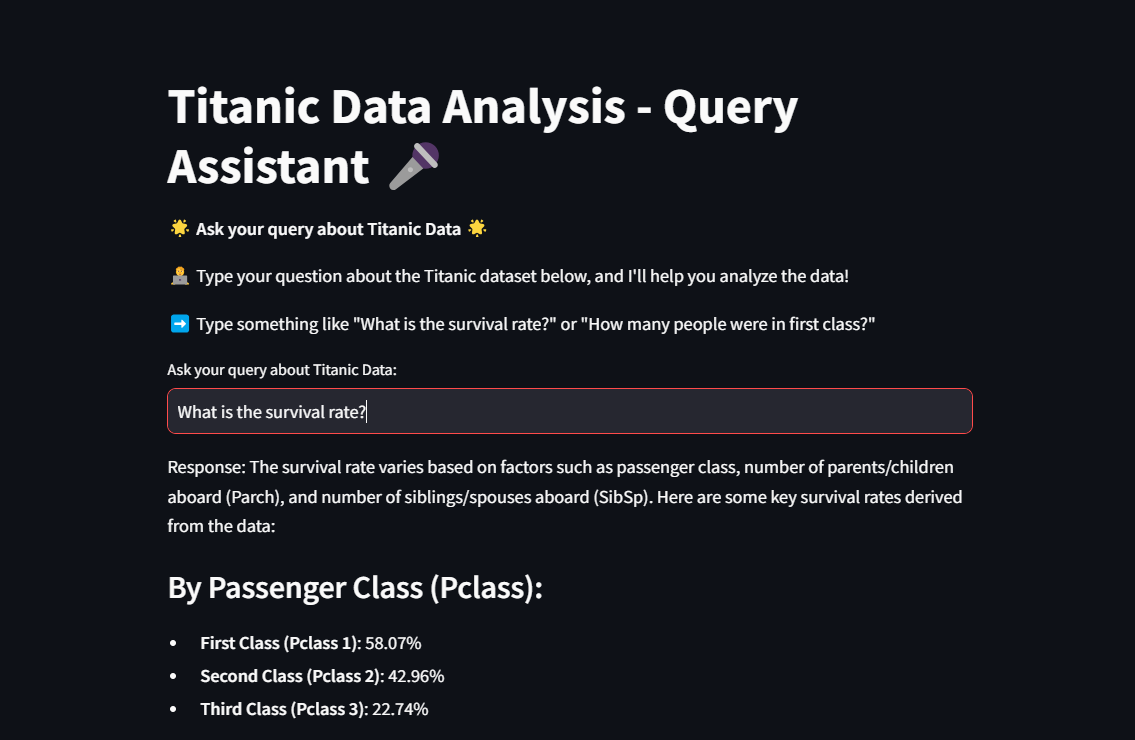 Titanic Data Analysis - Query
Assistant 🎤
🌟 Ask your query about Titanic Data 🌟
🧑‍💻 Type your question about the Titanic dataset below, and I'll help you analyze the data!
➡️ Type something like "What is the survival rate?" or "How many people were in first class?"
Ask your query about Titanic Data:
What is the survival rate?
Response: The survival rate varies based on factors such as passenger class, number of parents/children
aboard (Parch), and number of siblings/spouses aboard (SibSp). Here are some key survival rates derived
from the data:
By Passenger Class (Pclass):
• First Class (Pclass 1): 58.07%
• Second Class (Pclass 2): 42.96%
• Third Class (Pclass 3): 22.74%